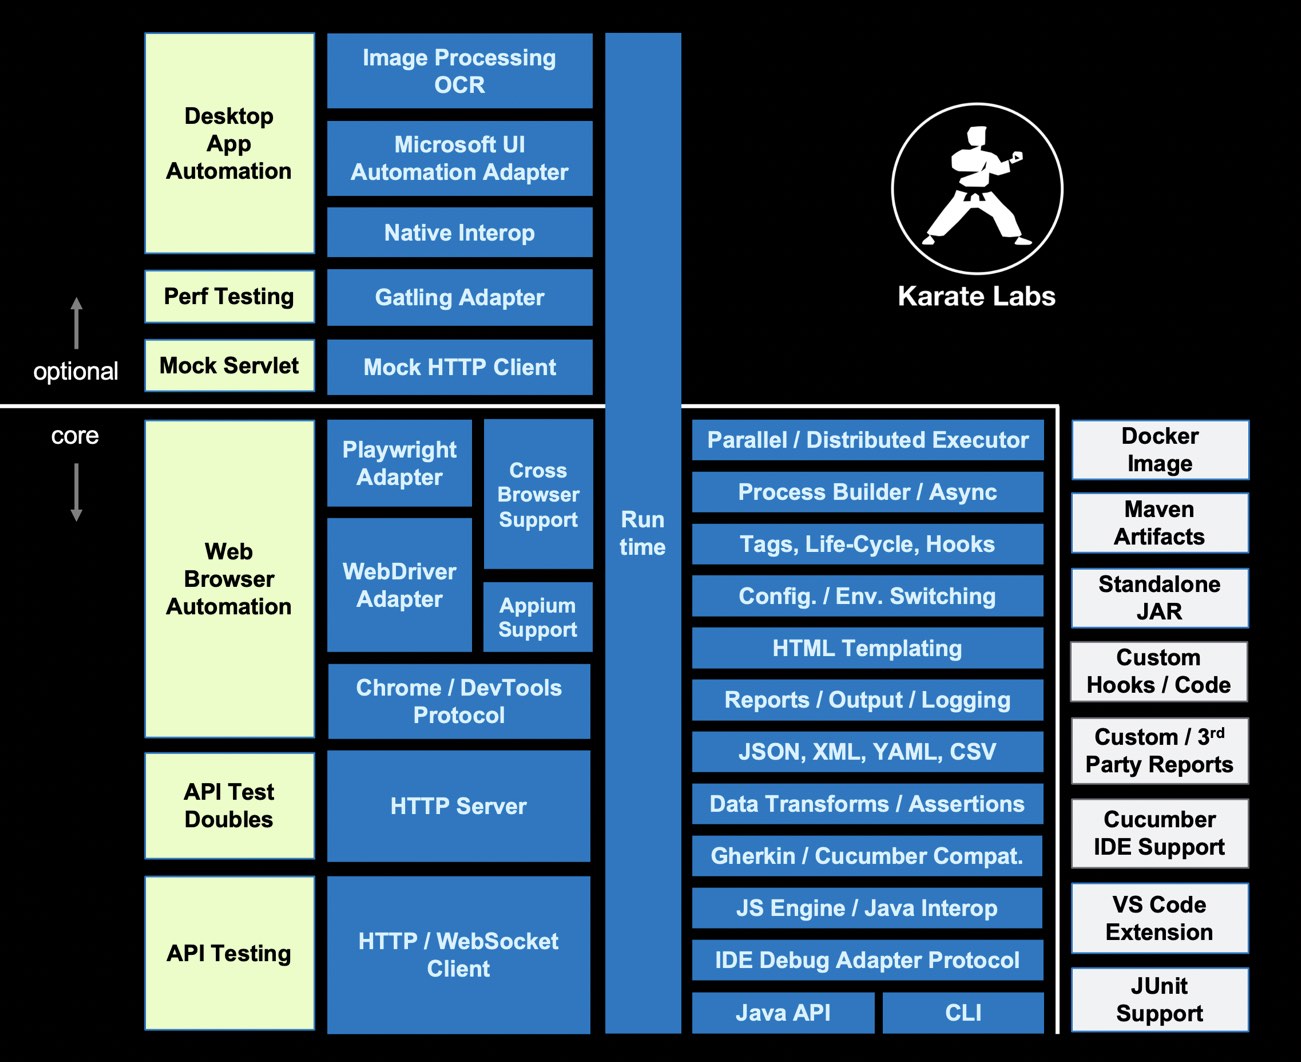 Desktop
App
Automation
Image Processing
OCR
Microsoft UI
Automation Adapter
Native Interop
Perf Testing
Gatling Adapter
Mock Servlet
Mock HTTP Client
optional
core
Karate Labs
Web
Browser
Automation
Playwright
Adapter
Cross
Browser
Support
WebDriver
Adapter
Appium
Support
Chrome / DevTools
Protocol
API Test
Doubles
HTTP Server
API Testing
HTTP / WebSocket
Client
Run
time
Parallel / Distributed Executor
Process Builder / Async
Tags, Life-Cycle, Hooks
Config. / Env. Switching
HTML Templating
Reports / Output / Logging
JSON, XML, YAML, CSV
Data Transforms / Assertions
Gherkin / Cucumber Compat.
JS Engine / Java Interop
IDE Debug Adapter Protocol
Java API
CLI
Docker
Image
Maven
Artifacts
Standalone
JAR
Custom
Hooks / Code
Custom / 3rd
Party Reports
Cucumber
IDE Support
VS Code
Extension
JUnit
Support